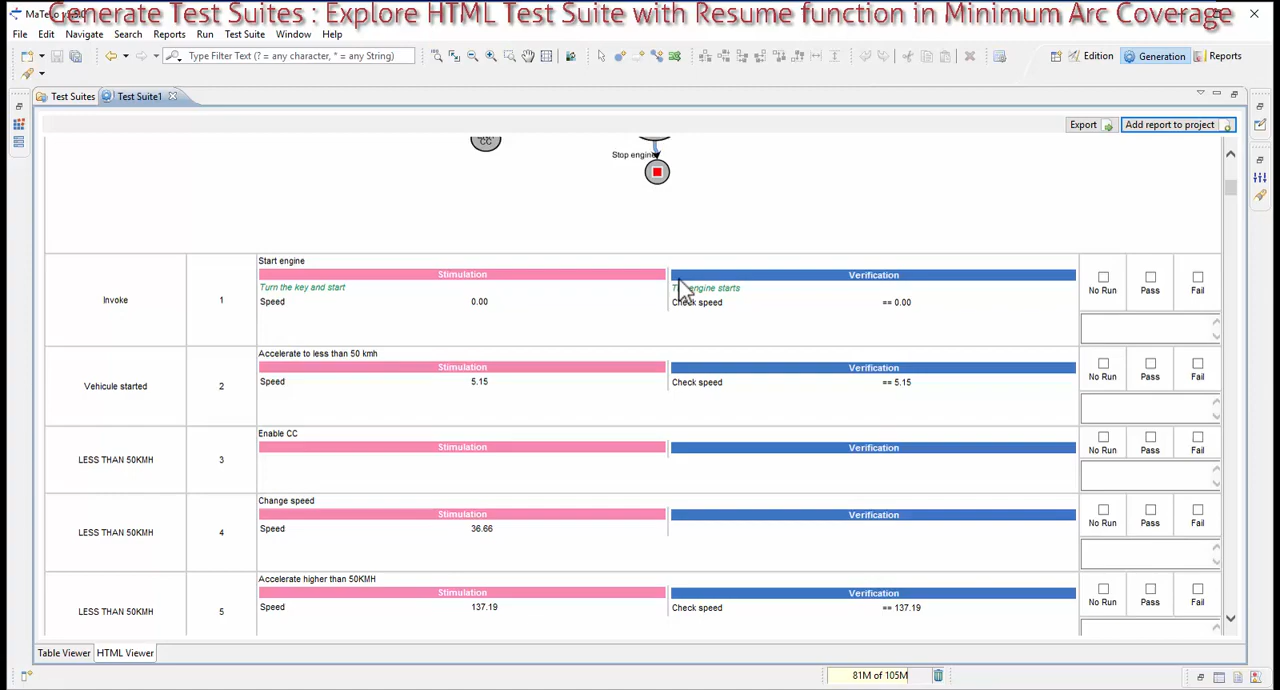 Generate Test Suites : Explore HTML Test Suite with Resume function in Minimum Arc Coverage
File Edit Navigate Search Reports Run Test Suite Window Help
Type Filter Text (? = any character, * = any String)
Edition Generation Reports
Test Suites Test Suite1
Export Add report to project
CC
Stop engine
Start engine
Stimulation Verification
Turn the key and start engine starts
Invoke 1 Speed 0.00 Check speed == 0.00 No Run Pass Fail
Accelerate to less than 50 kmh
Stimulation Verification
Vehicule started 2 Speed 5.15 Check speed == 5.15 No Run Pass Fail
Enable CC
Stimulation Verification
LESS THAN 50KMH 3 No Run Pass Fail
Change speed
Stimulation Verification
LESS THAN 50KMH 4 Speed 36.66 No Run Pass Fail
Accelerate higher than 50KMH
Stimulation Verification
LESS THAN 50KMH 5 Speed 137.19 Check speed == 137.19 No Run Pass Fail
Table Viewer HTML Viewer
81M of 105M